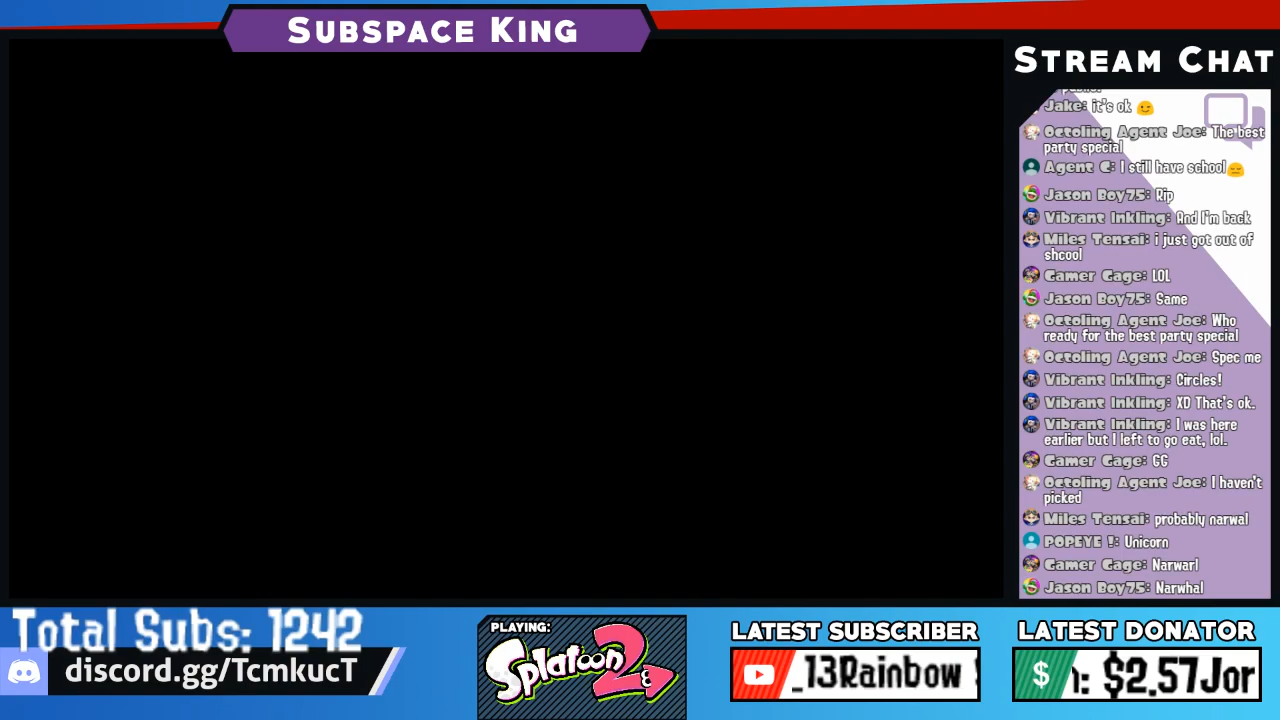 Subspace King
Stream Chat
Jake: it's ok
Octoling Agent Joe: The best
party special
Agent C: I still have school
Jason Boy75: Rip
Vibrant Inkling: And I'm back
Miles Tensai: i just got out of
shcool
Gamer Gage: LOL
Jason Boy75: Same
Octoling Agent Joe: Who
ready for the best party special
Octoling Agent Joe: Spec me
Vibrant Inkling: Circles!
Vibrant Inkling: XD That's ok..
Vibrant Inkling: I was here
earlier but I left to go eat, lol..
Gamer Gage: GG
Octoling Agent Joe: I haven't
picked
Miles Tensai: probably narwal
POPEYE !: Unicorn
Gamer Gage: Narwarl
Jason Boy75: Narwhal
Total Subs: 1242
discord.gg/TcmkucT
PLAYING:
Splatoon 2
LATEST SUBSCRIBER
_13Rainbow
LATEST DONATOR
$ : $2.57Jor